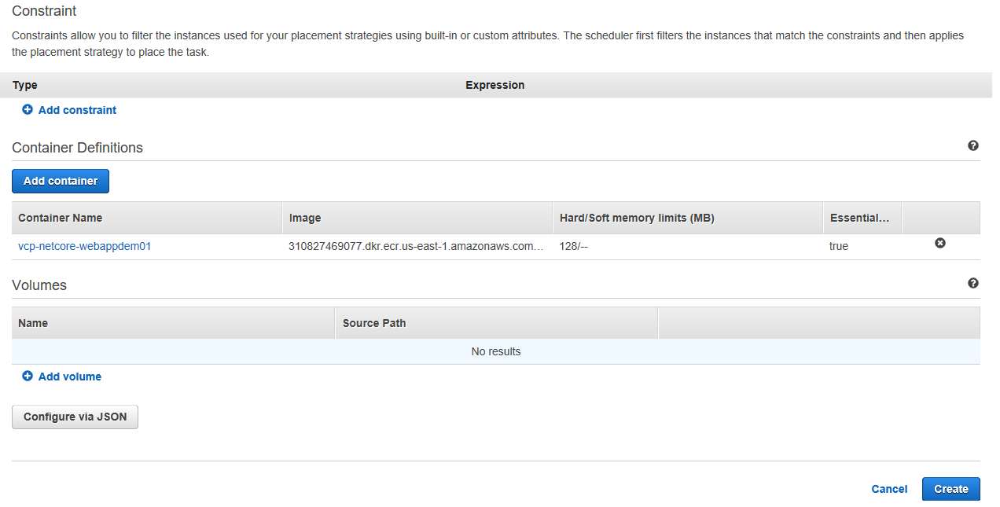 Constraint
Constraints allow you to filter the instances used for your placement strategies using built-in or custom attributes. The scheduler first filters the instances that match the constraints and then applies
the placement strategy to place the task.
Type Expression
Add constraint
Container Definitions
Add container
Container Name Image Hard/Soft memory limits (MB) Essential...
vcp-netcore-webappdem01 310827469077.dkr.ecr.us-east-1.amazonaws.com... 128/-- true
Volumes
Name Source Path
No results
Add volume
Configure via JSON
Cancel Create